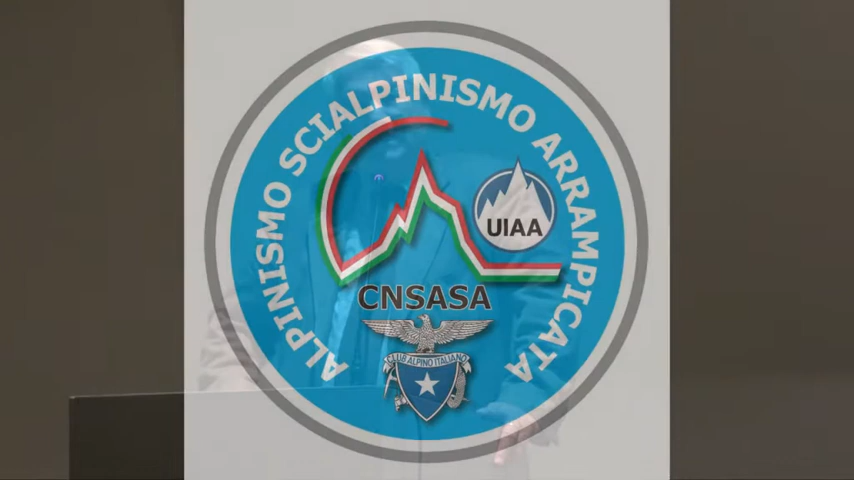 ALPINISMO SCIALPINISMO ARRAMPICATA
UIAA
CNSASA
CLUB ALPINO ITALIANO